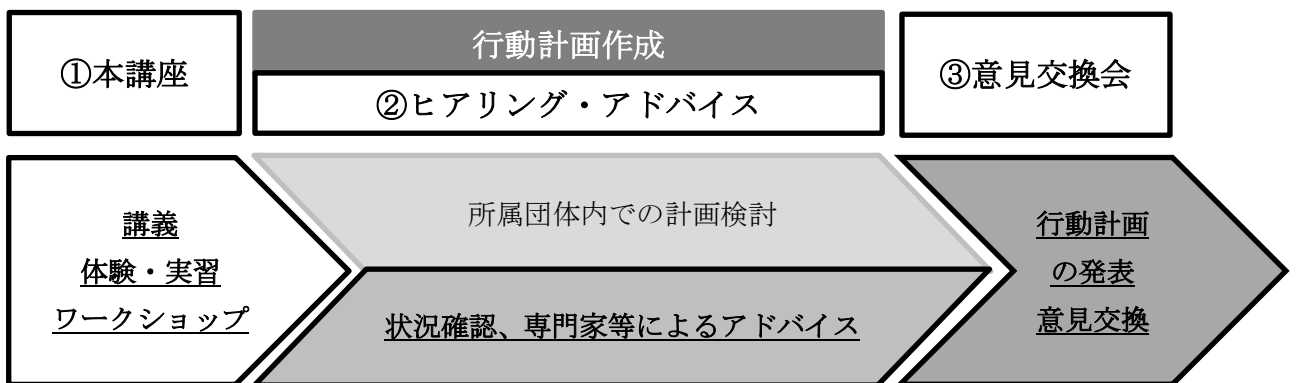 ①本講座
行動計画作成
②ヒアリング・アドバイス
③意見交換会
講義
体験・実習
ワークショップ
所属団体内での計画検討
状況確認、専門家等によるアドバイス
行動計画
の発表
意見交換